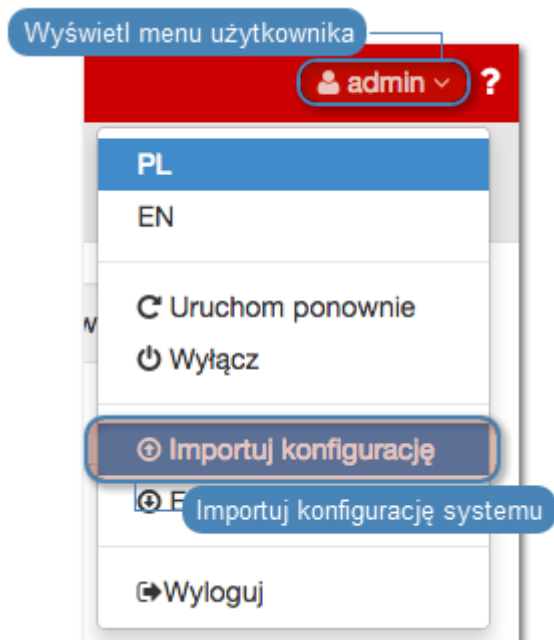 Wyświetl menu użytkownika
admin ?
PL
EN
w
Uruchom ponownie
Wyłącz
Importuj konfigurację
E
Importuj konfigurację systemu
Wyloguj